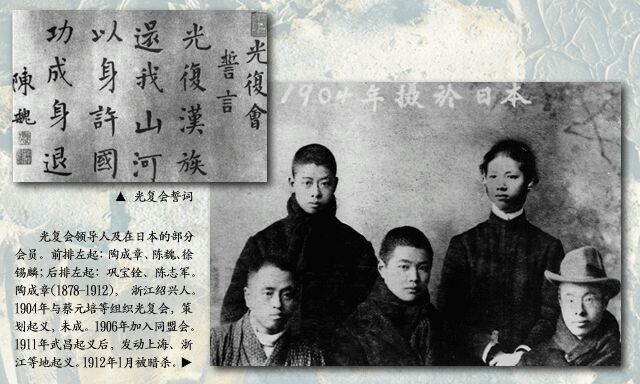 光復會
誓言
光復漢族
還我山河
以身許國
功成身退
陳魏
▲ 光复会誓词
1904年摄於日本
光复会领导人及在日本的部分
会员。前排左起：陶成章、陈魏、徐
锡麟；后排左起：巩宝铨、陈志军。
陶成章(1878-1912)，浙江绍兴人。
1904年与蔡元培等组织光复会，策
划起义，未成。1906年加入同盟会。
1911年武昌起义后，发动上海、浙
江等地起义。1912年1月被暗杀。▶